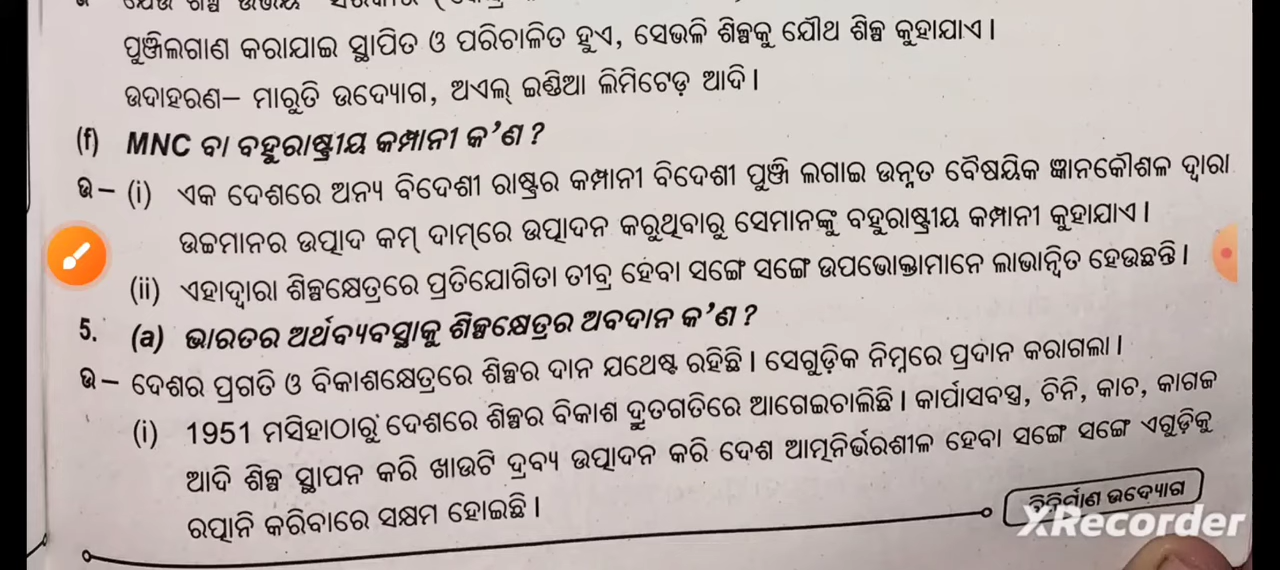 ପୁଞ୍ଜିଲଗାଣ କରାଯାଇ ସ୍ଥାପିତ ଓ ପରିଚାଳିତ ହୁଏ, ସେଭଳି ଶିଳ୍ପକୁ ଯୌଥ ଶିଳ୍ପ କୁହାଯାଏ।
ଉଦାହରଣ– ମାରୁତି ଉଦ୍ୟୋଗ, ଅଏଲ୍ ଇଣ୍ଡିଆ ଲିମିଟେଡ଼ ଆଦି।
(f) MNC ବା ବହୁରାଷ୍ଟ୍ରୀୟ କମ୍ପାନୀ କ'ଣ?
ଉ– (i) ଏକ ଦେଶରେ ଅନ୍ୟ ବିଦେଶୀ ରାଷ୍ଟ୍ରର କମ୍ପାନୀ ବିଦେଶୀ ପୁଞ୍ଜି ଲଗାଇ ଉନ୍ନତ ବୈଷୟିକ ଜ୍ଞାନକୌଶଳ ଦ୍ୱାରା
ଉଚ୍ଚମାନର ଉତ୍ପାଦ କମ୍ ଦାମ୍‌ରେ ଉତ୍ପାଦନ କରୁଥିବାରୁ ସେମାନଙ୍କୁ ବହୁରାଷ୍ଟ୍ରୀୟ କମ୍ପାନୀ କୁହାଯାଏ।
(ii) ଏହାଦ୍ୱାରା ଶିଳ୍ପକ୍ଷେତ୍ରରେ ପ୍ରତିଯୋଗିତା ତୀବ୍ର ହେବା ସଙ୍ଗେ ସଙ୍ଗେ ଉପଭୋକ୍ତାମାନେ ଲାଭାନ୍ୱିତ ହେଉଛନ୍ତି।
5. (a) ଭାରତର ଅର୍ଥବ୍ୟବସ୍ଥାକୁ ଶିଳ୍ପକ୍ଷେତ୍ରର ଅବଦାନ କ'ଣ?
ଉ– ଦେଶର ପ୍ରଗତି ଓ ବିକାଶକ୍ଷେତ୍ରରେ ଶିଳ୍ପର ଦାନ ଯଥେଷ୍ଟ ରହିଛି। ସେଗୁଡ଼ିକ ନିମ୍ନରେ ପ୍ରଦାନ କରାଗଲା।
(i) 1951 ମସିହାଠାରୁ ଦେଶରେ ଶିଳ୍ପର ବିକାଶ ଦ୍ରୁତଗତିରେ ଆଗେଇଚାଲିଛି। କାର୍ପାସବସ୍ତ୍ର, ଚିନି, କାଚ, କାଗଜ
ଆଦି ଶିଳ୍ପ ସ୍ଥାପନ କରି ଖାଉଟି ଦ୍ରବ୍ୟ ଉତ୍ପାଦନ କରି ଦେଶ ଆତ୍ମନିର୍ଭରଶୀଳ ହେବା ସଙ୍ଗେ ସଙ୍ଗେ ଏଗୁଡ଼ିକୁ
ରପ୍ତାନି କରିବାରେ ସକ୍ଷମ ହୋଇଛି।
ବିନିର୍ମାଣ ଉଦ୍ୟୋଗ
XRecorder